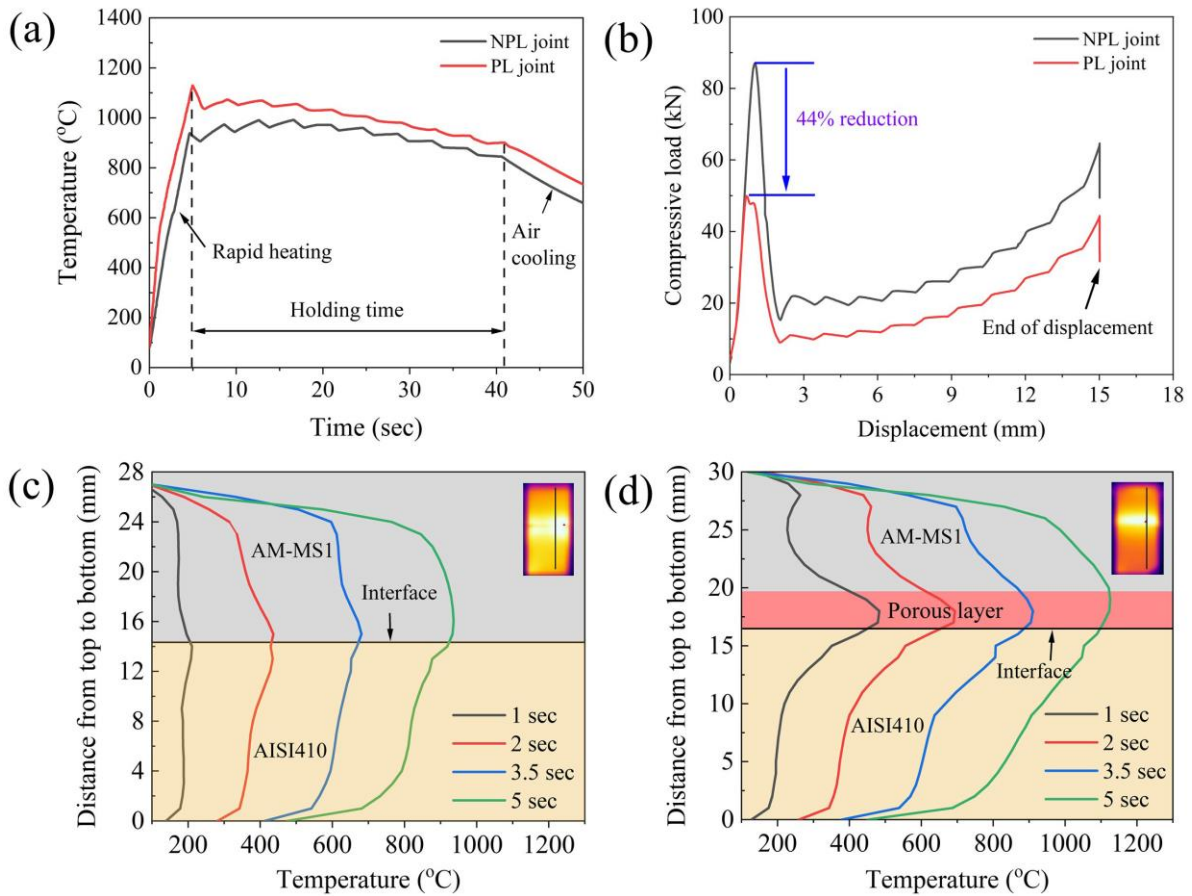 (a)
1400
1200
1000
800
600
400
200
0
Temperature (°C)
NPL joint
PL joint
Rapid heating
Air
cooling
Holding time
0 10 20 30 40 50
Time (sec)
(b)
100
80
60
40
20
0
Compressive load (kN)
NPL joint
PL joint
44% reduction
End of displacement
0 3 6 9 12 15 18
Displacement (mm)
(c)
28
24
20
16
12
8
4
0
Distance from top to bottom (mm)
AM-MS1
Interface
AISI410
1 sec
2 sec
3.5 sec
5 sec
200 400 600 800 1000 1200
Temperature (°C)
(d)
30
25
20
15
10
5
0
Distance from top to bottom (mm)
AM-MS1
Porous layer
Interface
AISI410
1 sec
2 sec
3.5 sec
5 sec
200 400 600 800 1000 1200
Temperature (°C)